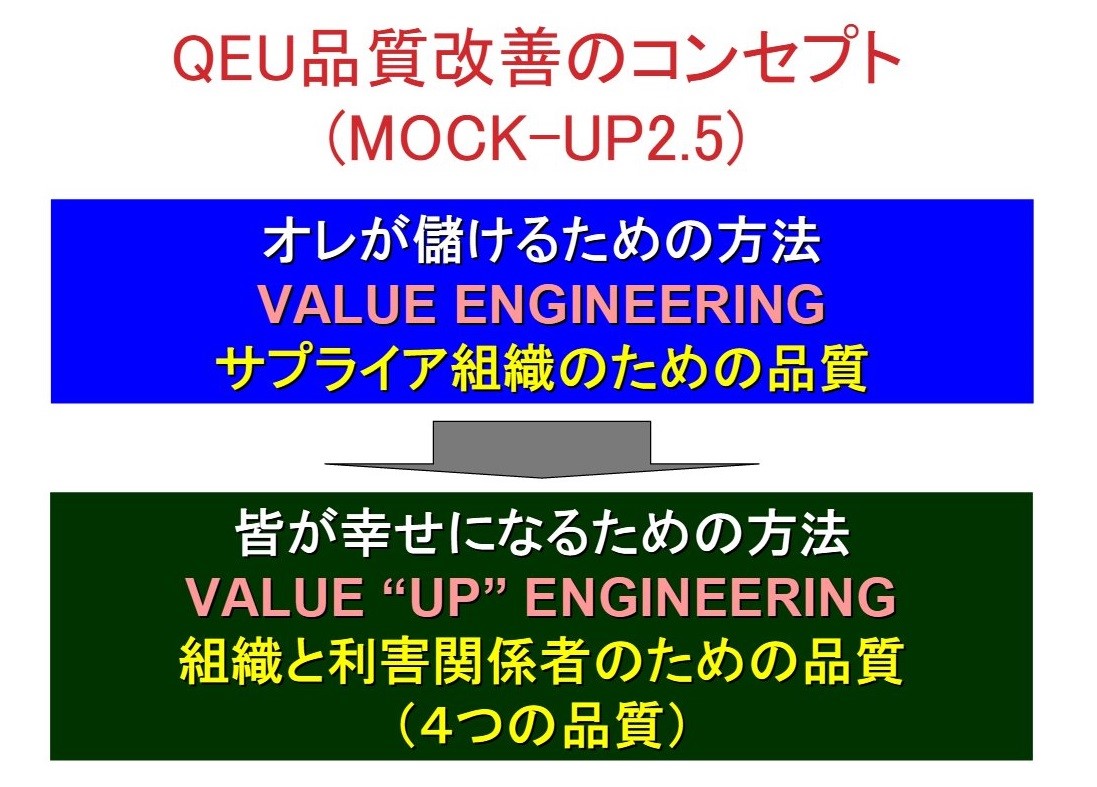 QEU品質改善のコンセプト
(MOCK-UP2.5)
オレが儲けるための方法
VALUE ENGINEERING
サプライア組織のための品質
皆が幸せになるための方法
VALUE “UP” ENGINEERING
組織と利害関係者のための品質
（４つの品質）